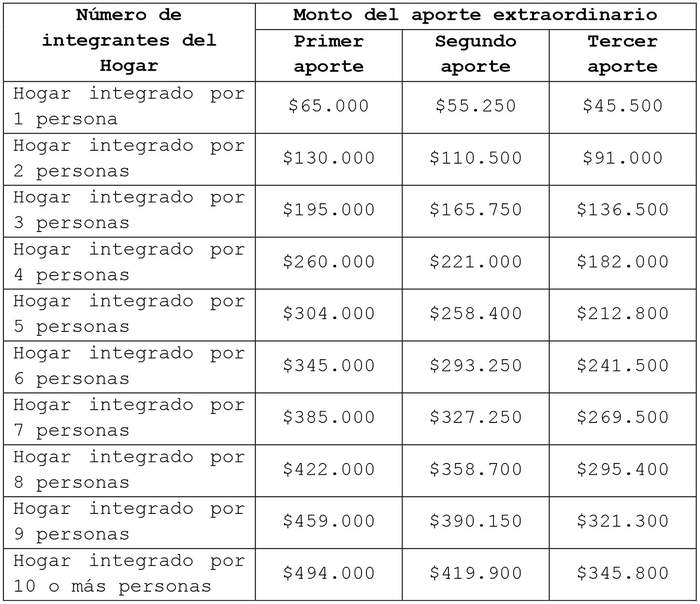 Número de integrantes del Hogar
Monto del aporte extraordinario
Primer aporte
Segundo aporte
Tercer aporte
Hogar integrado por
1 persona
$65.000 $55.250 $45.500
Hogar integrado por
2 personas
$130.000 $110.500 $91.000
Hogar integrado por
3 personas
$195.000 $165.750 $136.500
Hogar integrado por
4 personas
$260.000 $221.000 $182.000
Hogar integrado por
5 personas
$304.000 $258.400 $212.800
Hogar integrado por
6 personas
$345.000 $293.250 $241.500
Hogar integrado por
7 personas
$385.000 $327.250 $269.500
Hogar integrado por
8 personas
$422.000 $358.700 $295.400
Hogar integrado por
9 personas
$459.000 $390.150 $321.300
Hogar integrado por
10 o más personas
$494.000 $419.900 $345.800